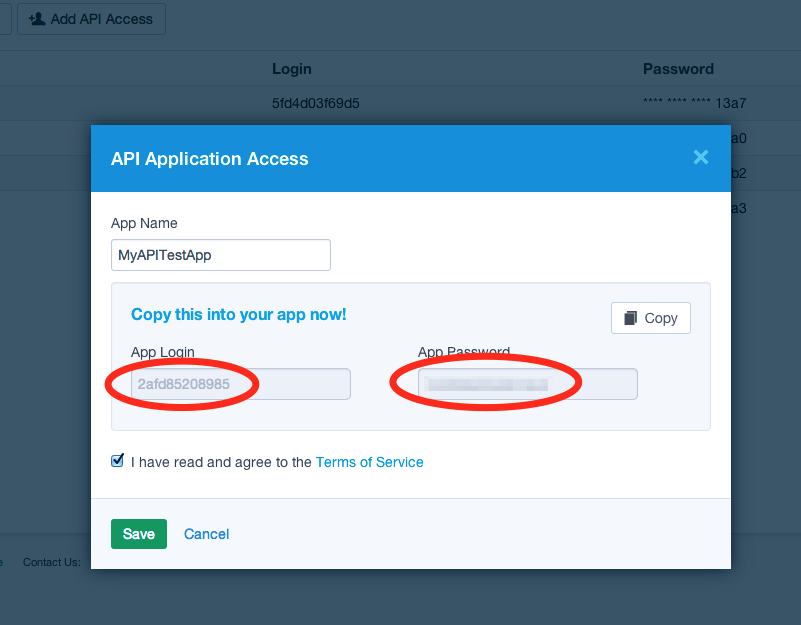 Add API Access
Login Password
5fd4d03f69d5 **** **** **** 13a7
API Application Access
a0
b2
a3
App Name
MyAPITestApp
Copy this into your app now!
Copy
App Login App Password
2afd85208985
I have read and agree to the Terms of Service
Save Cancel
Contact Us: